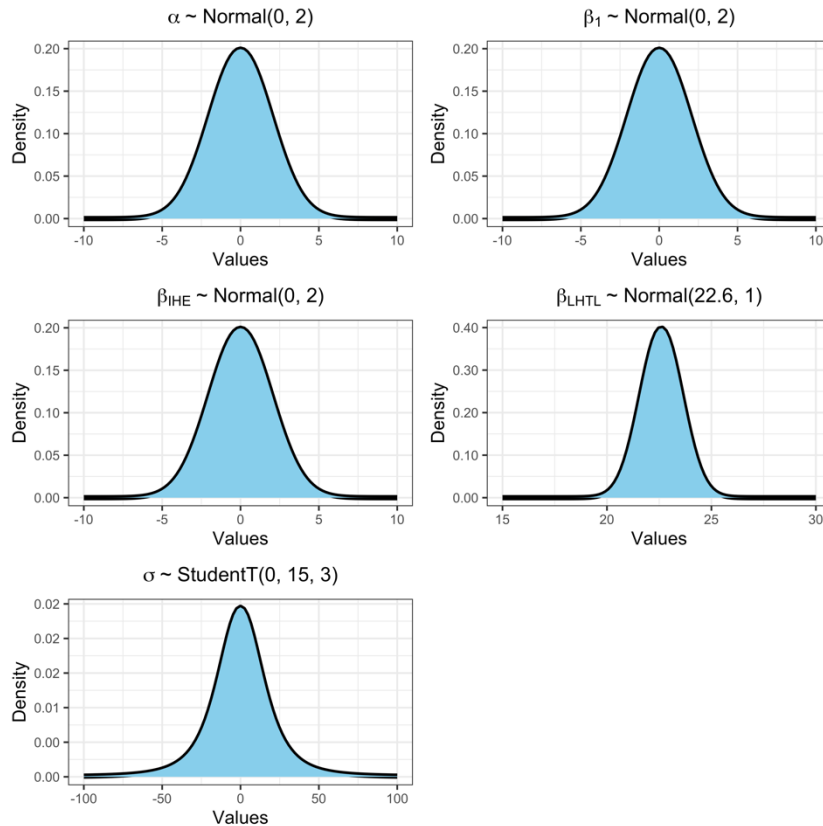 α ~ Normal(0, 2)
0.20
0.15
0.10
0.05
0.00
Density
-10 -5 0 5 10
Values
β1 ~ Normal(0, 2)
0.20
0.15
0.10
0.05
0.00
Density
-10 -5 0 5 10
Values
βIHE ~ Normal(0, 2)
0.20
0.15
0.10
0.05
0.00
Density
-10 -5 0 5 10
Values
βLHTL ~ Normal(22.6, 1)
0.40
0.30
0.20
0.10
0.00
Density
15 20 25 30
Values
σ ~ StudentT(0, 15, 3)
0.02
0.02
0.02
0.01
0.00
0.00
Density
-100 -50 0 50 100
Values